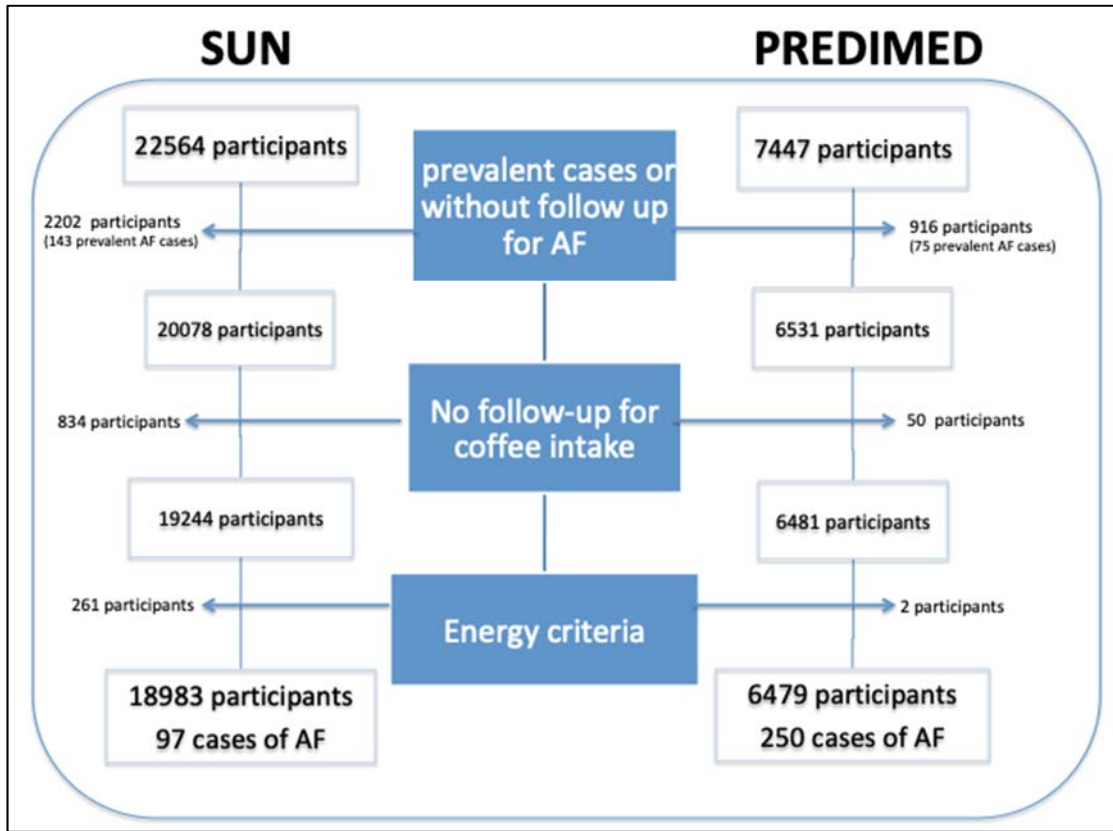 SUN
PREDIMED
22564 participants
prevalent cases or
without follow up
for AF
7447 participants
2202 participants
(143 prevalent AF cases)
916 participants
(75 prevalent AF cases)
20078 participants
6531 participants
No follow-up for
coffee intake
834 participants
50 participants
19244 participants
6481 participants
Energy criteria
261 participants
2 participants
18983 participants
97 cases of AF
6479 participants
250 cases of AF